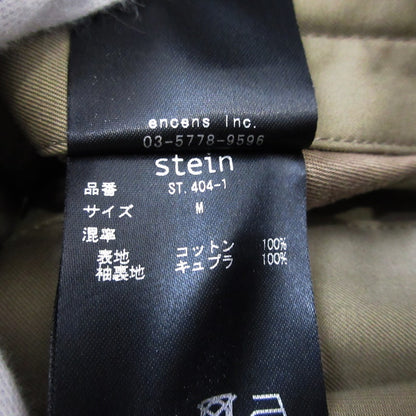 encens inc.
03-5778-9596
stein
品番 ST.404-1
サイズ M
混率
表地 コットン 100%
袖裏地 キュプラ 100%